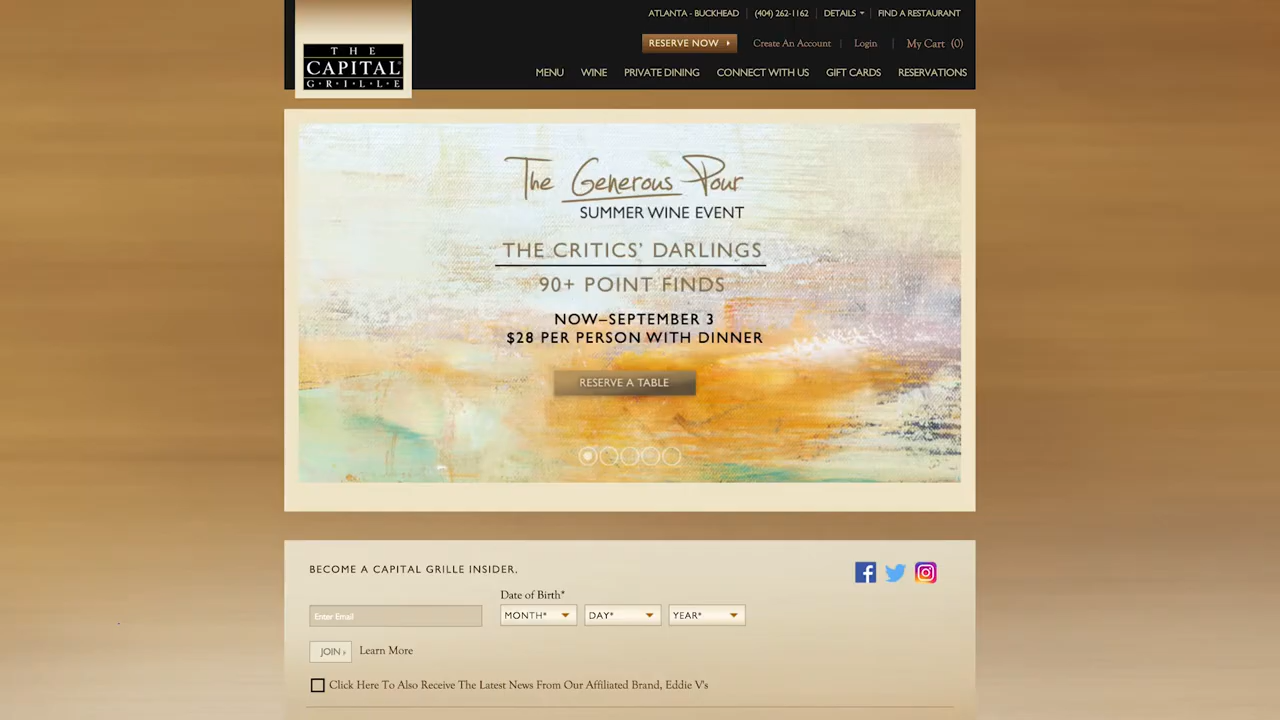 ATLANTA - BUCKHEAD (404) 262-1162 DETAILS FIND A RESTAURANT
RESERVE NOW Create An Account Login My Cart (0)
THE
CAPITAL
G·R·I·L·L·E
MENU WINE PRIVATE DINING CONNECT WITH US GIFT CARDS RESERVATIONS
The Generous Pour
SUMMER WINE EVENT
THE CRITICS' DARLINGS
90+ POINT FINDS
NOW–SEPTEMBER 3
$28 PER PERSON WITH DINNER
RESERVE A TABLE
BECOME A CAPITAL GRILLE INSIDER.
Date of Birth*
Enter Email MONTH* DAY* YEAR*
JOIN Learn More
Click Here To Also Receive The Latest News From Our Affiliated Brand, Eddie V's